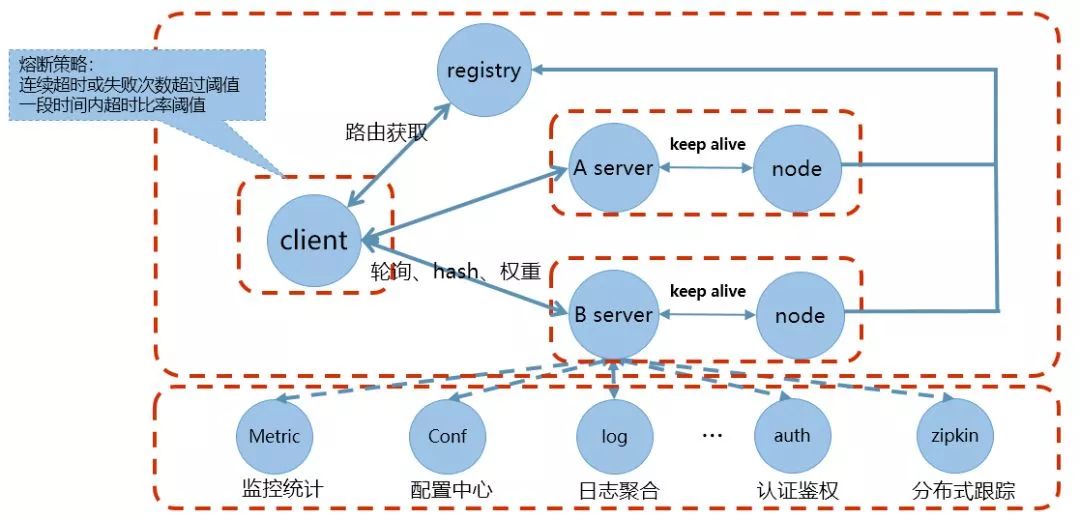 熔断策略：
连续超时或失败次数超过阈值
一段时间内超时比率阈值
registry
路由获取
A server
keep alive
node
client
轮询、hash、权重
B server
keep alive
node
Metric
Conf
log
...
auth
zipkin
监控统计
配置中心
日志聚合
认证鉴权
分布式跟踪